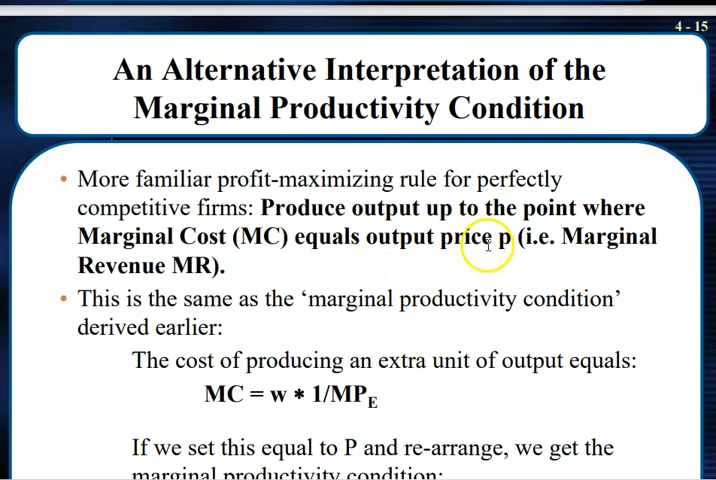 4 - 15
An Alternative Interpretation of the
Marginal Productivity Condition
• More familiar profit-maximizing rule for perfectly
competitive firms: Produce output up to the point where
Marginal Cost (MC) equals output price p (i.e. Marginal
Revenue MR).
• This is the same as the ‘marginal productivity condition’
derived earlier:
The cost of producing an extra unit of output equals:
MC = w * 1/MPE
If we set this equal to P and re-arrange, we get the
marginal productivity condition: